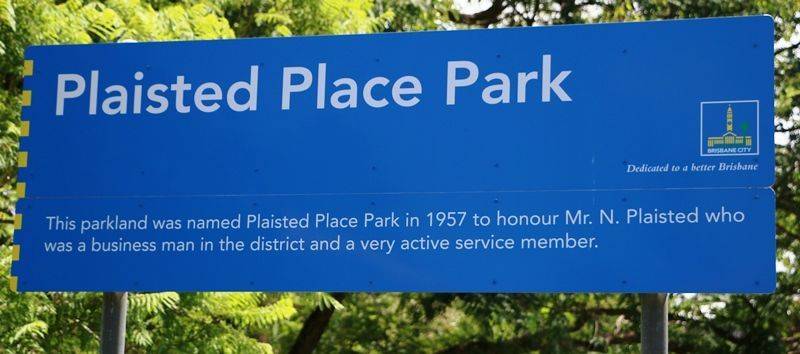 Plaisted Place Park
BRISBANE CITY
Dedicated to a better Brisbane
This parkland was named Plaisted Place Park in 1957 to honour Mr. N. Plaisted who
was a business man in the district and a very active service member.